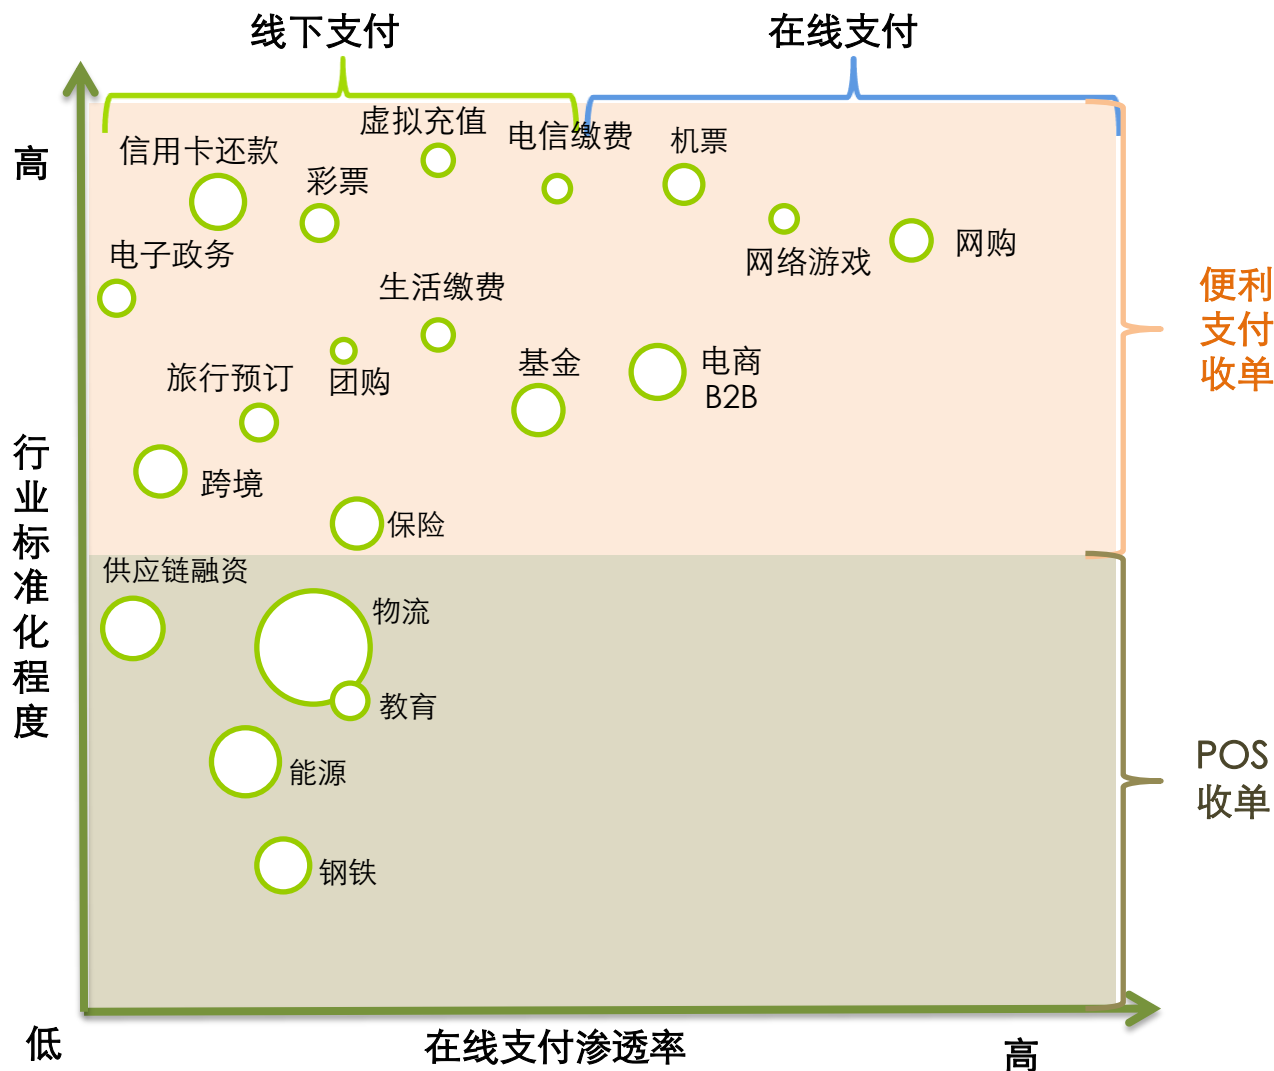 线下支付
在线支付
高
信用卡还款
虚拟充值
电信缴费
机票
彩票
电子政务
网络游戏
网购
生活缴费
旅行预订
团购
基金
电商
B2B
跨境
保险
便利
支付
收单
行
业
标
准
化
程
度
供应链融资
物流
教育
能源
钢铁
POS
收单
低
在线支付渗透率
高